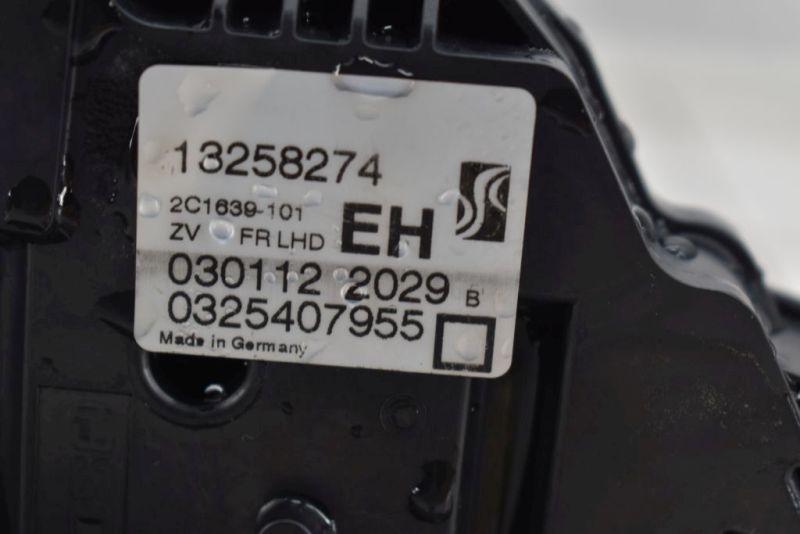 13258274
2C1639-101
ZV FR LHD EH
030112 2029 B
0325407955
Made in Germany